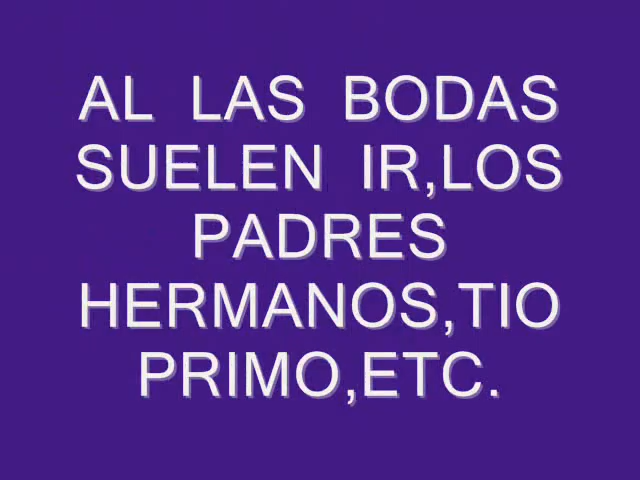 AL LAS BODAS
SUELEN IR,LOS
PADRES
HERMANOS,TIO
PRIMO,ETC.